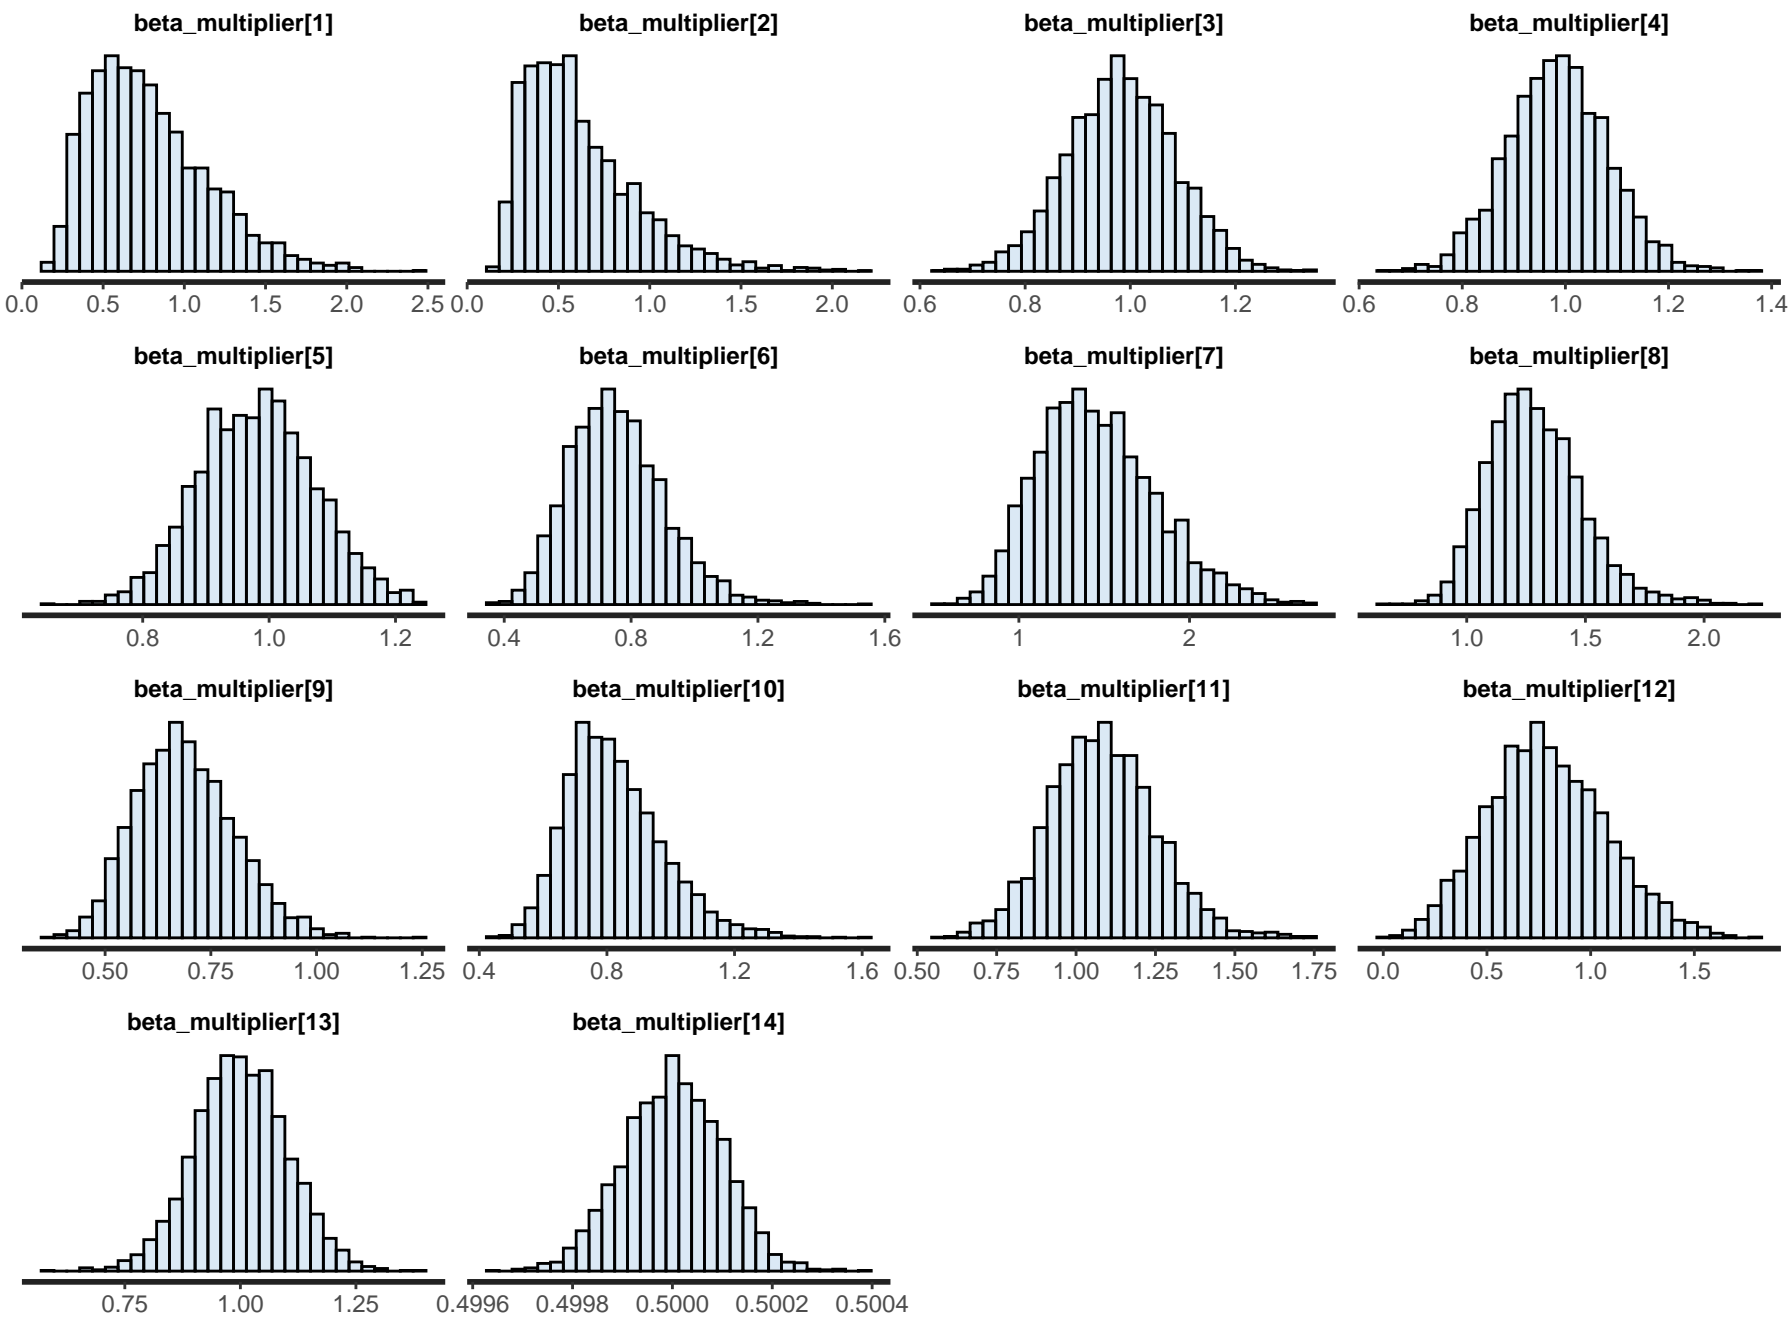 beta_multiplier[1] beta_multiplier[2] beta_multiplier[3] beta_multiplier[4]
0.0 0.5 1.0 1.5 2.0 2.5 0.0 0.5 1.0 1.5 2.0 0.6 0.8 1.0 1.2 0.6 0.8 1.0 1.2 1.4
beta_multiplier[5] beta_multiplier[6] beta_multiplier[7] beta_multiplier[8]
0.8 1.0 1.2 0.4 0.8 1.2 1.6 1 2 1.0 1.5 2.0
beta_multiplier[9] beta_multiplier[10] beta_multiplier[11] beta_multiplier[12]
0.50 0.75 1.00 1.25 0.4 0.8 1.2 1.6 0.50 0.75 1.00 1.25 1.50 1.75 0.0 0.5 1.0 1.5
beta_multiplier[13] beta_multiplier[14]
0.75 1.00 1.25 0.4996 0.4998 0.5000 0.5002 0.5004